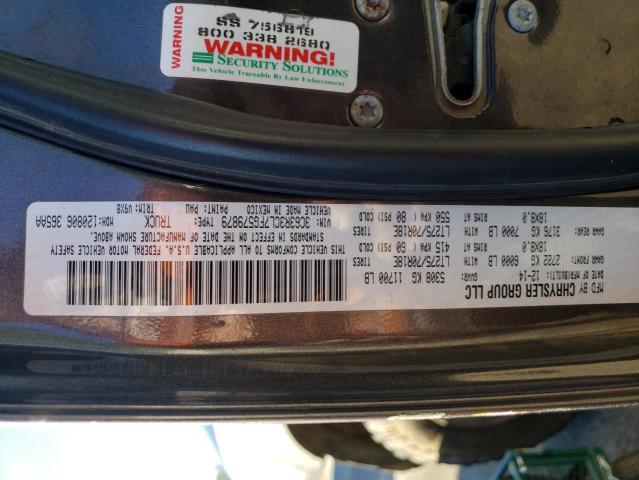 WARNING
SS 756819
800 338 2680
WARNING!
SECURITY SOLUTIONS
This Vehicle Traceable By Law Enforcement
MFD BY CHRYSLER GROUP LLC
DATE OF MFR(BUILT): 12-14 GVWR: 5308 KG 11700 LB
GAWR FRONT: 2722 KG 6000 LB LT275/70R18E TIRES
18X8.0 RIMS AT 415 KPA( 60 PSI) COLD
GAWR REAR: 3176 KG 7000 LB LT275/70R18E TIRES
18X8.0 RIMS AT 550 KPA( 80 PSI) COLD
THIS VEHICLE CONFORMS TO ALL APPLICABLE U.S.A. FEDERAL MOTOR VEHICLE SAFETY
STANDARDS IN EFFECT ON THE DATE OF MANUFACTURE SHOWN ABOVE.
VIN: 3C63R3CL7FG579879 TYPE: TRUCK MDH: 120806 365AA
VEHICLE MADE IN MEXICO PAINT: PAU TRIM: V9X8